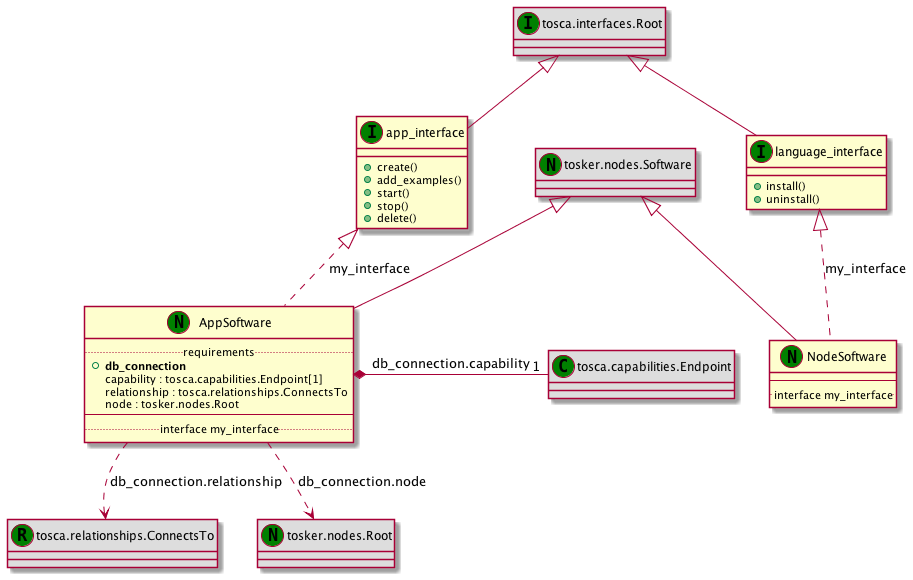 I tosca.interfaces.Root
I app_interface
create()
add_examples()
start()
stop()
delete()
N tosker.nodes.Software
I language_interface
install()
uninstall()
my_interface
my_interface
N AppSoftware
requirements
db_connection
capability : tosca.capabilities.Endpoint[1]
relationship : tosca.relationships.ConnectsTo
node : tosker.nodes.Root
interface my_interface
db_connection.capability 1
C tosca.capabilities.Endpoint
N NodeSoftware
interface my_interface
db_connection.relationship
db_connection.node
R tosca.relationships.ConnectsTo
N tosker.nodes.Root